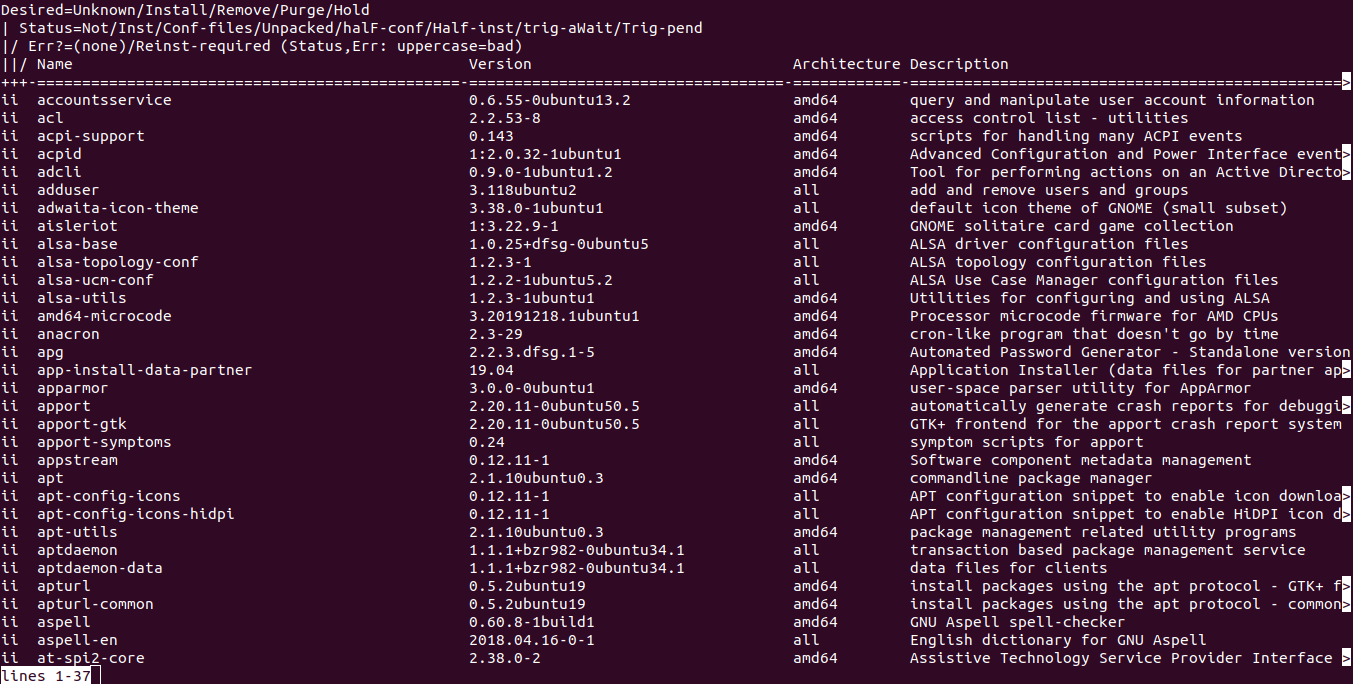 Desired=Unknown/Install/Remove/Purge/Hold
| Status=Not/Inst/Conf-files/Unpacked/halF-conf/Half-inst/trig-aWait/Trig-pend
|/ Err?=(none)/Reinst-required (Status,Err: uppercase=bad)
||/ Name                                            Version                             Architecture Description
+++-===============================================-===================================-============-================================================>
ii  accountsservice                                 0.6.55-0ubuntu13.2                  amd64        query and manipulate user account information
ii  acl                                             2.2.53-8                            amd64        access control list - utilities
ii  acpi-support                                    0.143                               amd64        scripts for handling many ACPI events
ii  acpid                                           1:2.0.32-1ubuntu1                   amd64        Advanced Configuration and Power Interface event>
ii  adcli                                           0.9.0-1ubuntu1.2                    amd64        Tool for performing actions on an Active Directo>
ii  adduser                                         3.118ubuntu2                        all          add and remove users and groups
ii  adwaita-icon-theme                              3.38.0-1ubuntu1                     all          default icon theme of GNOME (small subset)
ii  aisleriot                                       1:3.22.9-1                          amd64        GNOME solitaire card game collection
ii  alsa-base                                       1.0.25+dfsg-0ubuntu5                all          ALSA driver configuration files
ii  alsa-topology-conf                              1.2.3-1                             all          ALSA topology configuration files
ii  alsa-ucm-conf                                   1.2.2-1ubuntu5.2                    all          ALSA Use Case Manager configuration files
ii  alsa-utils                                      1.2.3-1ubuntu1                      amd64        Utilities for configuring and using ALSA
ii  amd64-microcode                                 3.20191218.1ubuntu1                 amd64        Processor microcode firmware for AMD CPUs
ii  anacron                                         2.3-29                              amd64        cron-like program that doesn't go by time
ii  apg                                             2.2.3.dfsg.1-5                      amd64        Automated Password Generator - Standalone version
ii  app-install-data-partner                        19.04                               all          Application Installer (data files for partner ap>
ii  apparmor                                        3.0.0-0ubuntu1                      amd64        user-space parser utility for AppArmor
ii  apport                                          2.20.11-0ubuntu50.5                 all          automatically generate crash reports for debuggi>
ii  apport-gtk                                      2.20.11-0ubuntu50.5                 all          GTK+ frontend for the apport crash report system
ii  apport-symptoms                                 0.24                                all          symptom scripts for apport
ii  appstream                                       0.12.11-1                           amd64        Software component metadata management
ii  apt                                             2.1.10ubuntu0.3                     amd64        commandline package manager
ii  apt-config-icons                                0.12.11-1                           all          APT configuration snippet to enable icon downloa>
ii  apt-config-icons-hidpi                          0.12.11-1                           all          APT configuration snippet to enable HiDPI icon d>
ii  apt-utils                                       2.1.10ubuntu0.3                     amd64        package management related utility programs
ii  aptdaemon                                       1.1.1+bzr982-0ubuntu34.1            all          transaction based package management service
ii  aptdaemon-data                                  1.1.1+bzr982-0ubuntu34.1            all          data files for clients
ii  apturl                                          0.5.2ubuntu19                       amd64        install packages using the apt protocol - GTK+ f>
ii  apturl-common                                   0.5.2ubuntu19                       amd64        install packages using the apt protocol - common>
ii  aspell                                          0.60.8-1build1                      amd64        GNU Aspell spell-checker
ii  aspell-en                                       2018.04.16-0-1                      all          English dictionary for GNU Aspell
ii  at-spi2-core                                    2.38.0-2                            amd64        Assistive Technology Service Provider Interface >
lines 1-37